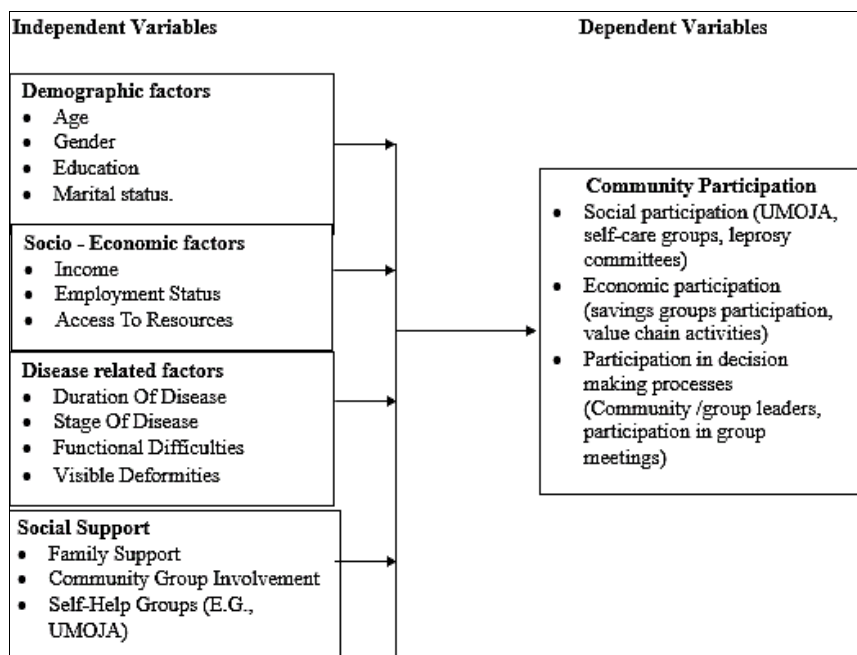 Independent Variables
Dependent Variables
Demographic factors
• Age
• Gender
• Education
• Marital status.
Socio - Economic factors
• Income
• Employment Status
• Access To Resources
Disease related factors
• Duration Of Disease
• Stage Of Disease
• Functional Difficulties
• Visible Deformities
Social Support
• Family Support
• Community Group Involvement
• Self-Help Groups (E.G.,
UMOJA)
Community Participation
• Social participation (UMOJA,
self-care groups, leprosy
committees)
• Economic participation
(savings groups participation,
value chain activities)
• Participation in decision
making processes
(Community /group leaders,
participation in group
meetings)